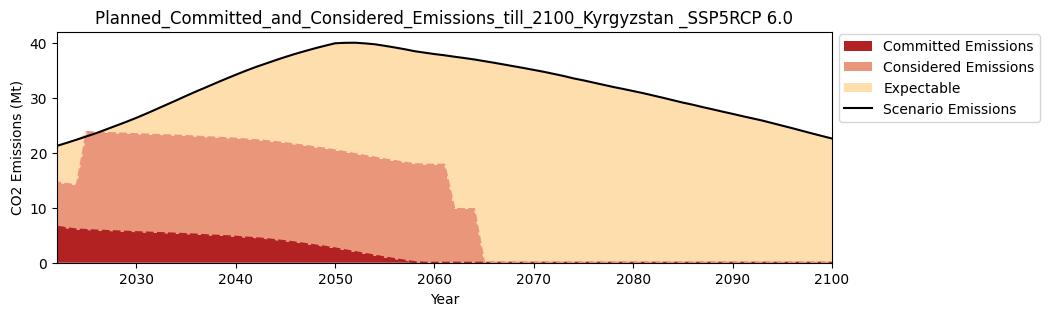 Planned_Committed_and_Considered_Emissions_till_2100_Kyrgyzstan _SSP5RCP 6.0
Committed Emissions
Considered Emissions
Expectable
Scenario Emissions
CO2 Emissions (Mt)
40
30
20
10
0
2030 2040 2050 2060 2070 2080 2090 2100
Year